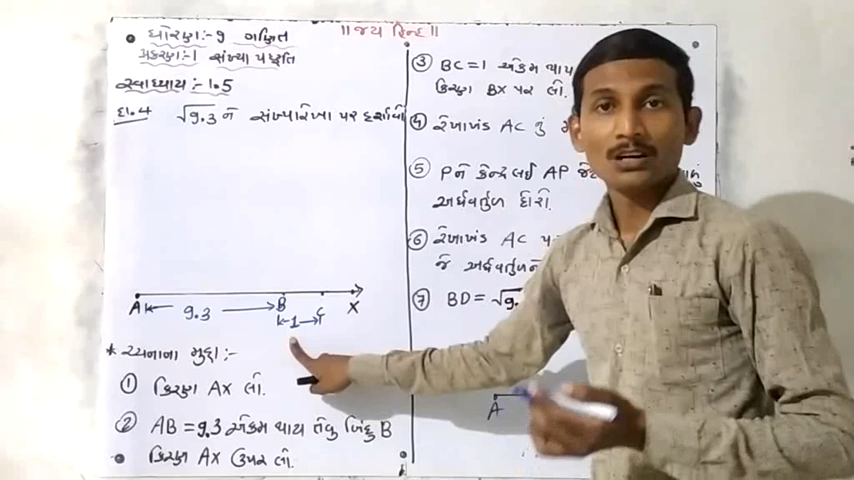 ॥જય હિન્દ॥
ધોરણ:-9 ગણિત
પ્રકરણ:-1 સંખ્યા પદ્ધતિ
સ્વાધ્યાય:-1.5
દા.4 √9.3 ને સંખ્યારેખા પર દર્શાવો
A 9.3 B 1 C X
* રચનાના મુદ્દા :-
① કિરણ AX લો.
② AB = 9.3 એકમ થાય તેવુ બિંદુ B
કિરણ AX ઉપર લો.
③ BC = 1 એકમ થાય
કિરણ BX પર લો.
④ રેખાખંડ AC નું
⑤ P ને કેન્દ્ર લઈ AP
અર્ધવર્તુળ દોરો.
⑥ રેખાખંડ AC
જે અર્ધવર્તુળને
⑦ BD = √9.
A